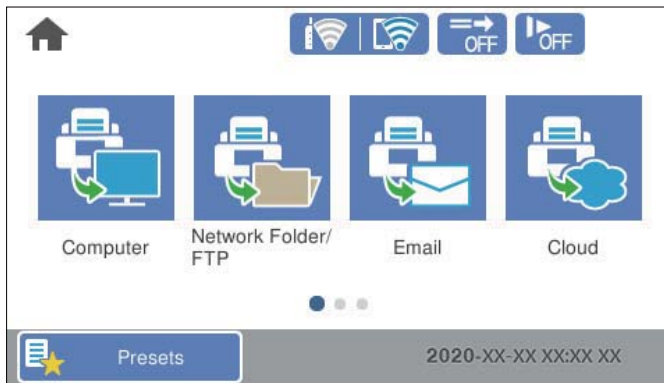 OFF
OFF
Computer
Network Folder/
FTP
Email
Cloud
Presets
2020-XX-XX XX:XX XX